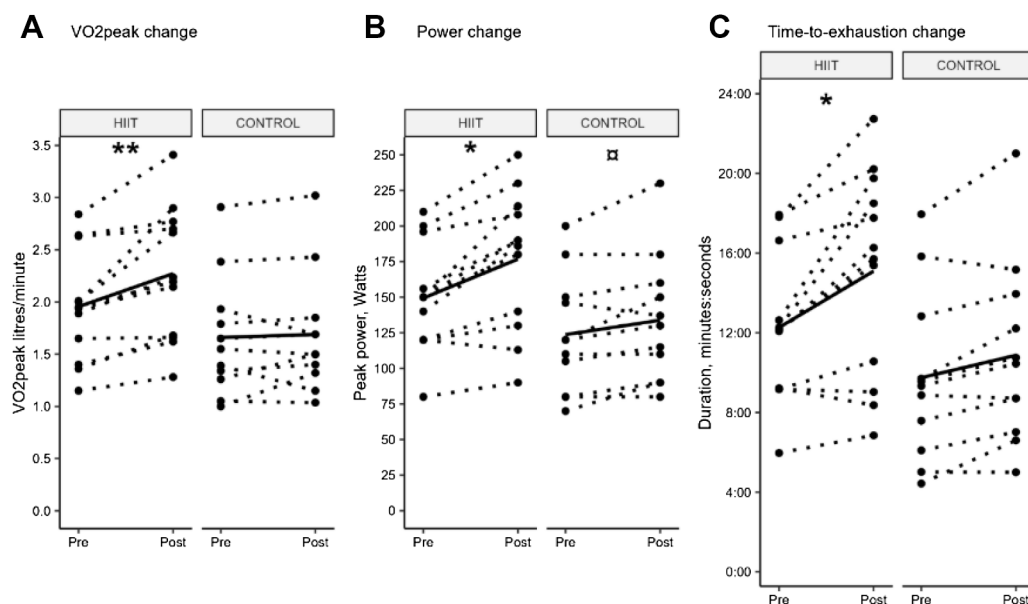 A VO2peak change
HIIT CONTROL
**
VO2peak litres/minute
3.5
3.0
2.5
2.0
1.5
1.0
0.5
0.0
Pre Post Pre Post
B Power change
HIIT CONTROL
* ¤
Peak power, Watts
250
225
200
175
150
125
100
75
50
25
0
Pre Post Pre Post
C Time-to-exhaustion change
HIIT CONTROL
*
Duration, minutes:seconds
24:00
20:00
16:00
12:00
8:00
4:00
0:00
Pre Post Pre Post